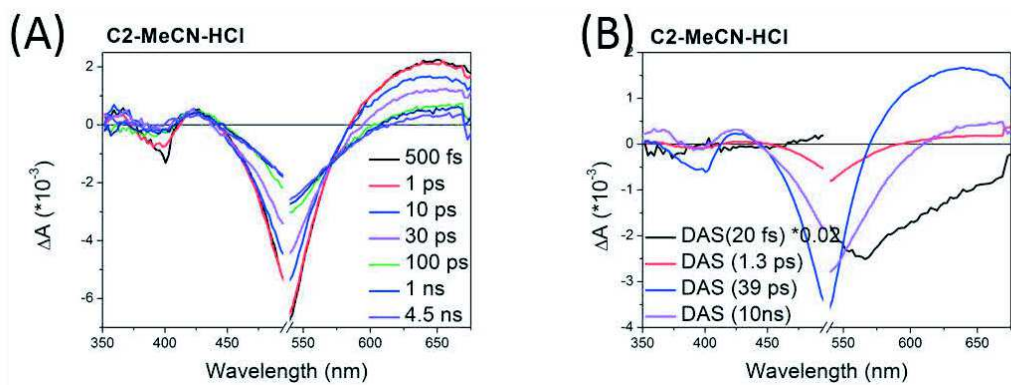 (A)
C2-MeCN-HCl
2
0
-2
-4
-6
ΔA (*10⁻³)
500 fs
1 ps
10 ps
30 ps
100 ps
1 ns
4.5 ns
350 400 450 550 600 650
Wavelength (nm)
(B)
C2-MeCN-HCl
2
1
0
-1
-2
-3
-4
ΔA (*10⁻³)
DAS(20 fs) *0.02
DAS (1.3 ps)
DAS (39 ps)
DAS (10ns)
350 400 450 550 600 650
Wavelength (nm)